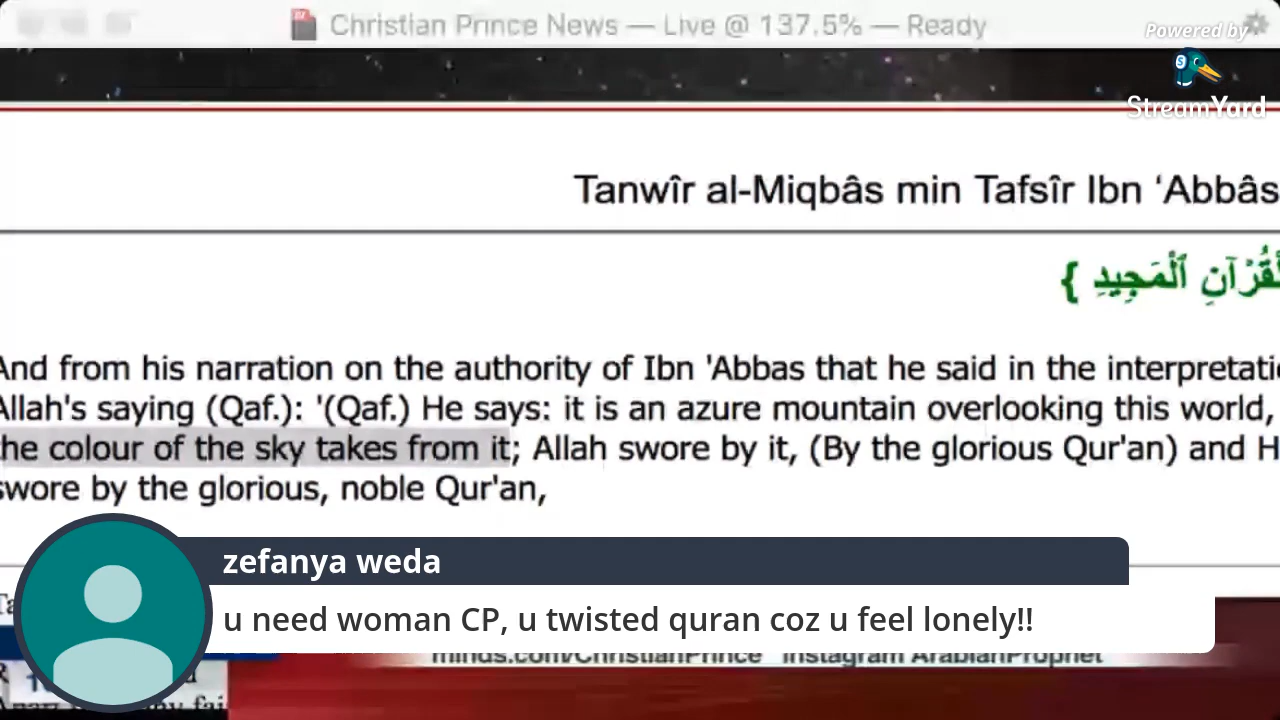 Christian Prince News — Live @ 137.5% — Ready
Powered by
StreamYard
Tanwîr al-Miqbâs min Tafsîr Ibn ‘Abbâs
ٱلْمَجِيدِ }
And from his narration on the authority of Ibn 'Abbas that he said in the
Allah's saying (Qaf.): '(Qaf.) He says: it is an azure mountain overlooking this world,
the colour of the sky takes from it; Allah swore by it, (By the glorious Qur'an) and
swore by the glorious, noble Qur'an,
zefanya weda
u need woman CP, u twisted quran coz u feel lonely!!
minds.com/ChristianPrince Instagram ArabianProphet